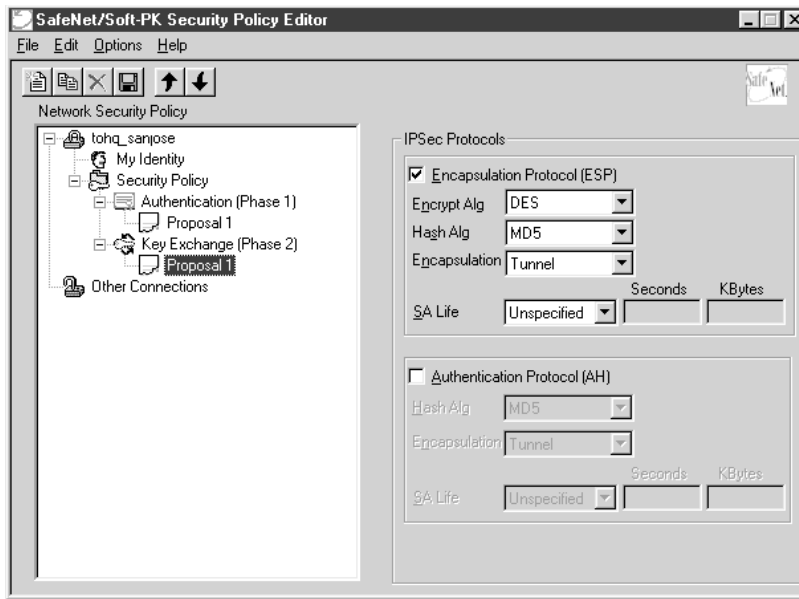 SafeNet/Soft-PK Security Policy Editor
File Edit Options Help
Safe Net
Network Security Policy
tohq_sanjose
My Identity
Security Policy
Authentication (Phase 1)
Proposal 1
Key Exchange (Phase 2)
Proposal 1
Other Connections
IPSec Protocols
Encapsulation Protocol (ESP)
Encrypt Alg DES
Hash Alg MD5
Encapsulation Tunnel
Seconds KBytes
SA Life Unspecified
Authentication Protocol (AH)
Hash Alg MD5
Encapsulation Tunnel
Seconds KBytes
SA Life Unspecified